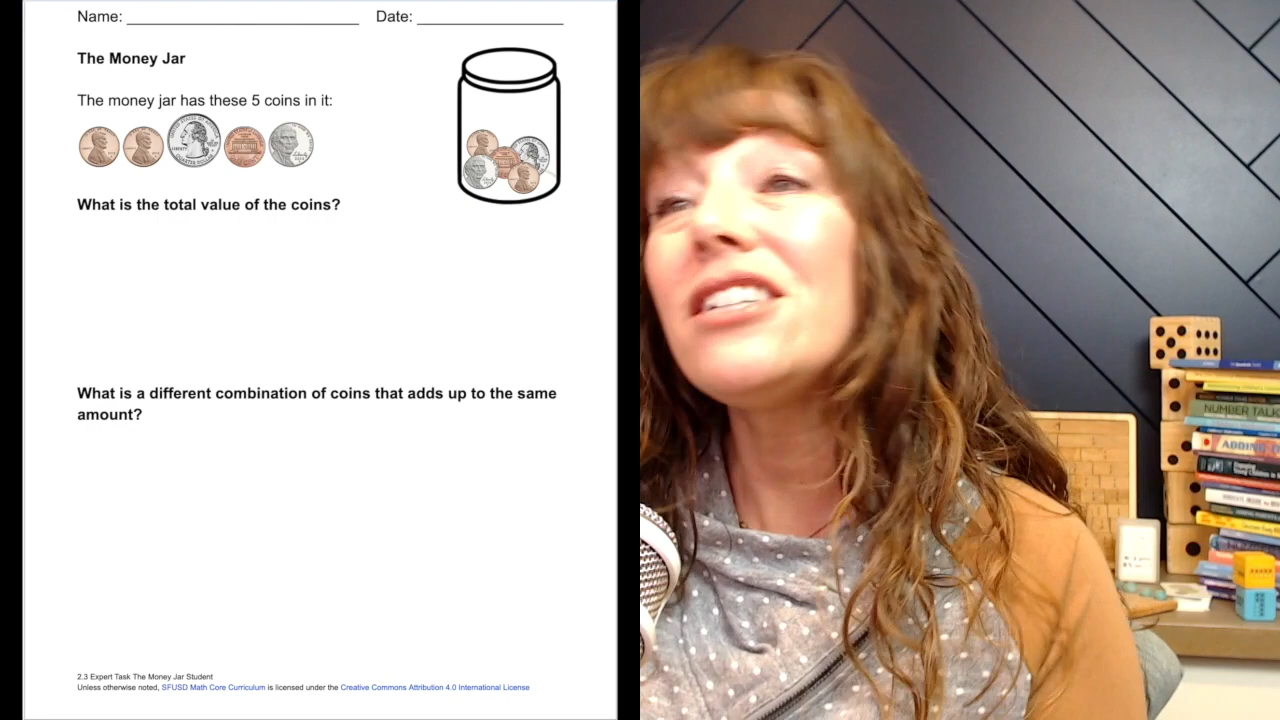 Name: ____________________________ Date: __________________
The Money Jar
The money jar has these 5 coins in it:
What is the total value of the coins?
What is a different combination of coins that adds up to the same
amount?
2.3 Expert Task The Money Jar Student
Unless otherwise noted, SFUSD Math Core Curriculum is licensed under the Creative Commons Attribution 4.0 International License
NUMBER TALK
ADDING